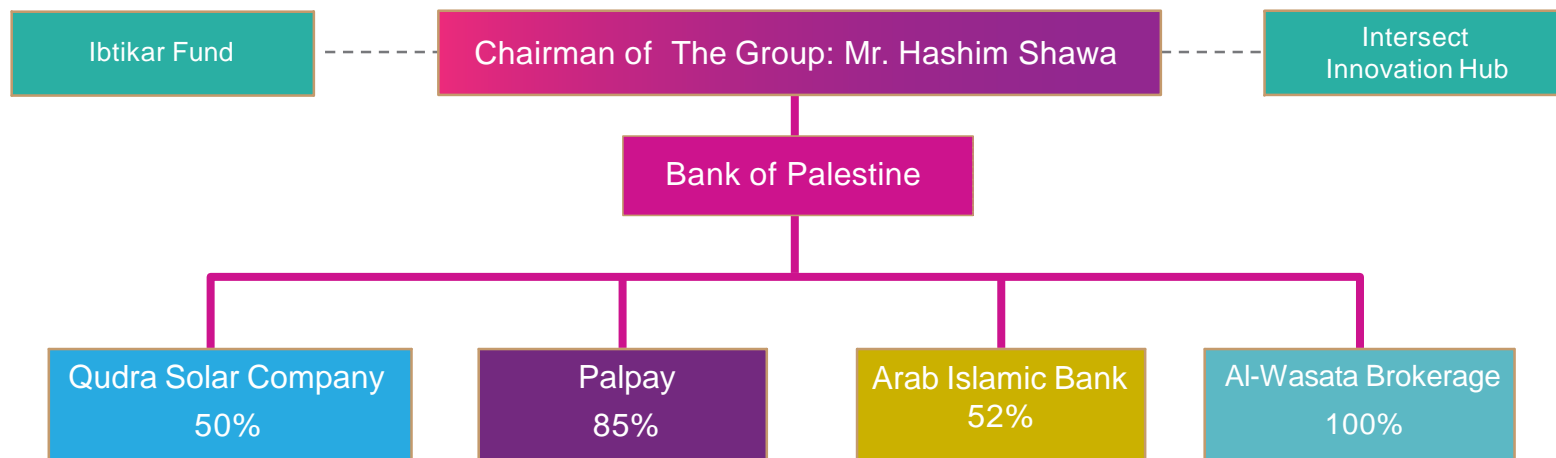 Ibtikar Fund
Chairman of The Group: Mr. Hashim Shawa
Intersect
Innovation Hub
Bank of Palestine
Qudra Solar Company
50%
Palpay
85%
Arab Islamic Bank
52%
Al-Wasata Brokerage
100%